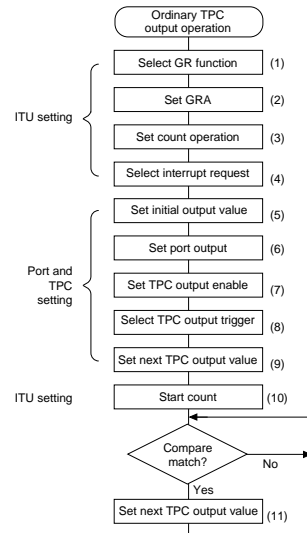 Ordinary TPC
output operation
Select GR function (1)
Set GRA (2)
ITU setting
Set count operation (3)
Select interrupt request (4)
Set initial output value (5)
Set port output (6)
Port and
TPC
setting
Set TPC output enable (7)
Select TPC output trigger (8)
Set next TPC output value (9)
ITU setting Start count (10)
Compare
match?
No
Yes
Set next TPC output value (11)